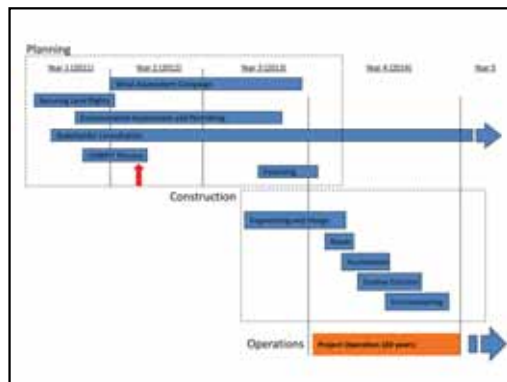 Planning
Year 1 (2011) Year 2 (2012) Year 3 (2013) Year 4 (2014) Year 5
Wind Assessment Campaign
Securing Land Rights
Environmental Assessment and Permitting
Stakeholder Consultation
Process
Financing
Construction
Engineering and Design
Roads
Foundations
Turbine Erection
Commissioning
Operations
Project Operation (20 years)